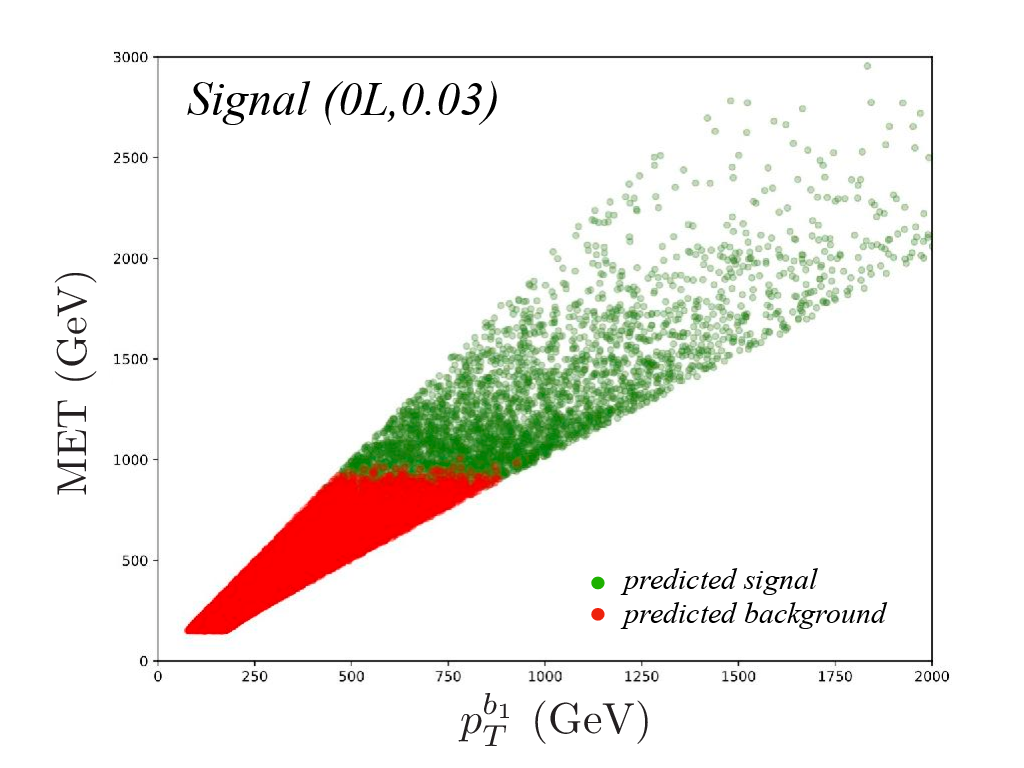 Signal (0L,0.03)
3000
2500
2000
1500
1000
500
0
MET (GeV)
predicted signal
predicted background
0 250 500 750 1000 1250 1500 1750 2000
p_T^{b_1} (GeV)